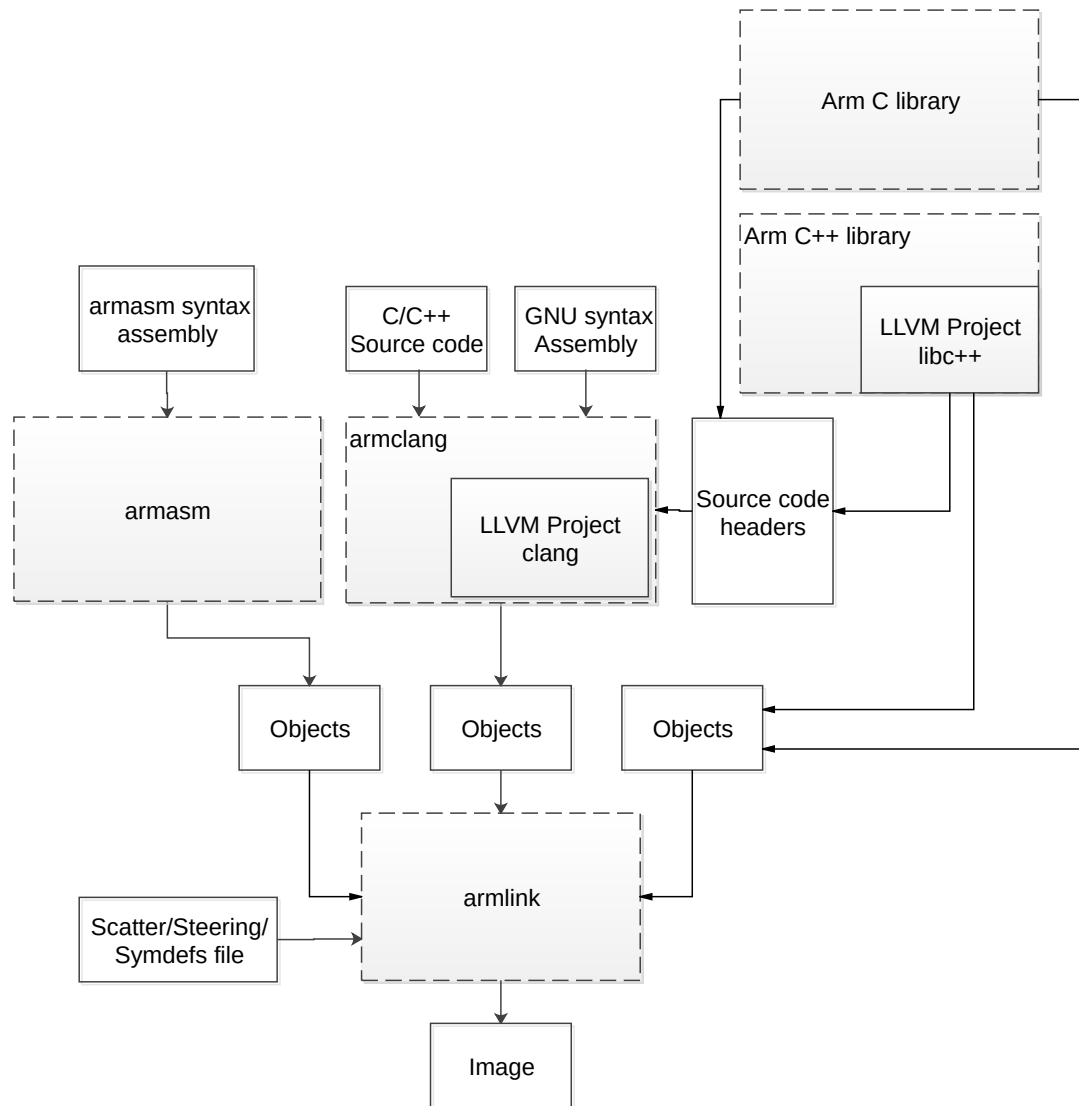 Arm C library
Arm C++ library
LLVM Project
libc++
armasm syntax
assembly
C/C++
Source code
GNU syntax
Assembly
armasm
armclang
LLVM Project
clang
Source code
headers
Objects
Objects
Objects
armlink
Scatter/Steering/
Symdefs file
Image